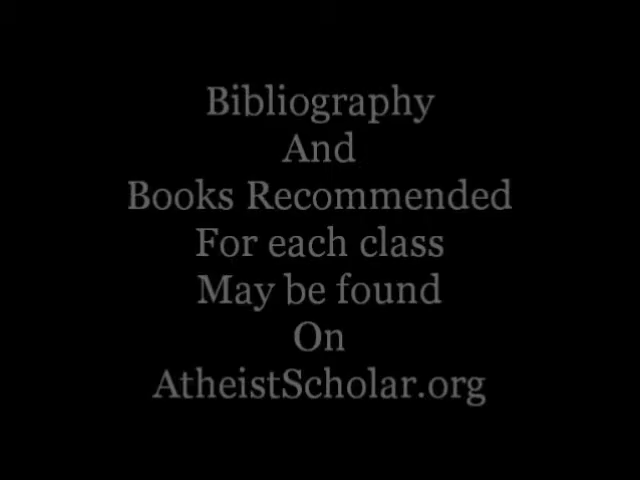 Bibliography
And
Books Recommended
For each class
May be found
On
AtheistScholar.org